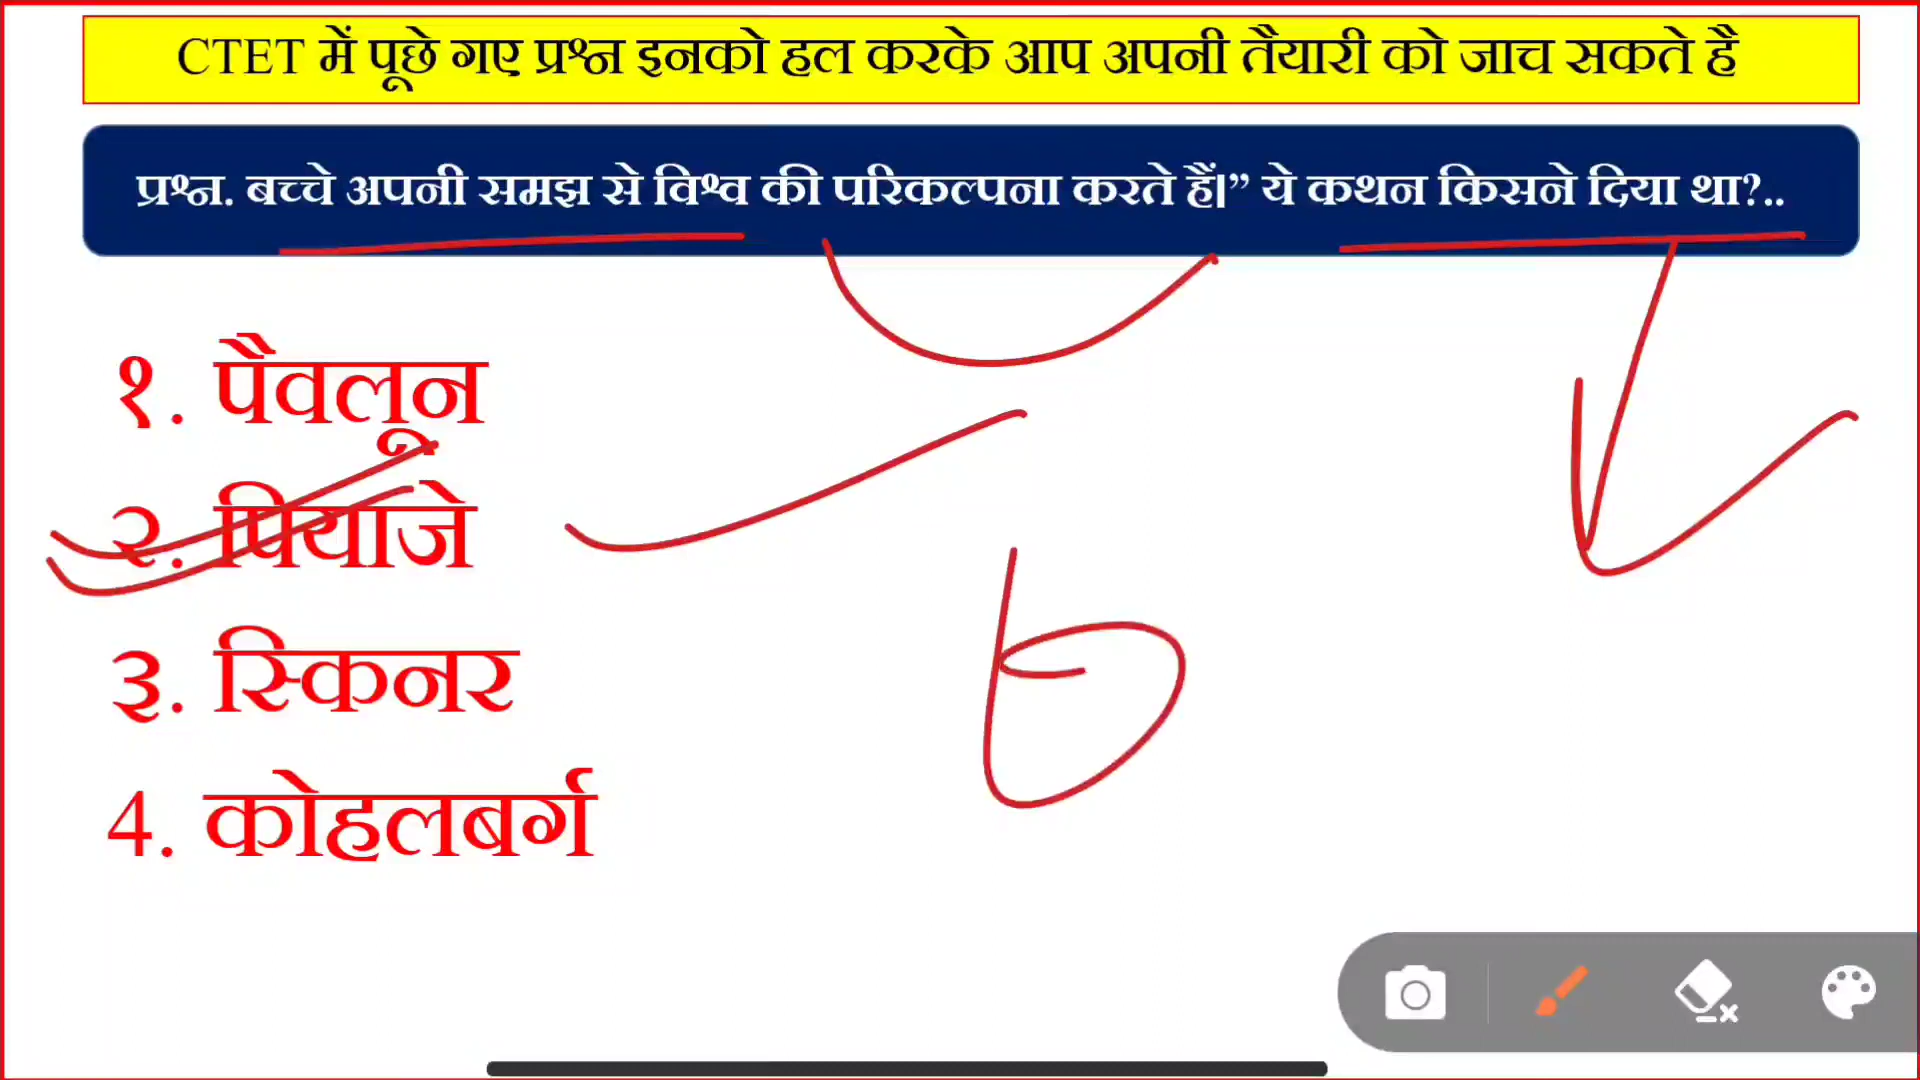 CTET में पूछे गए प्रश्न इनको हल करके आप अपनी तैयारी को जाच सकते है
प्रश्न. बच्चे अपनी समझ से विश्व की परिकल्पना करते हैं|” ये कथन किसने दिया था?..
१. पैवलून
२. पियाजे
३. स्किनर
4. कोहलबर्ग
b